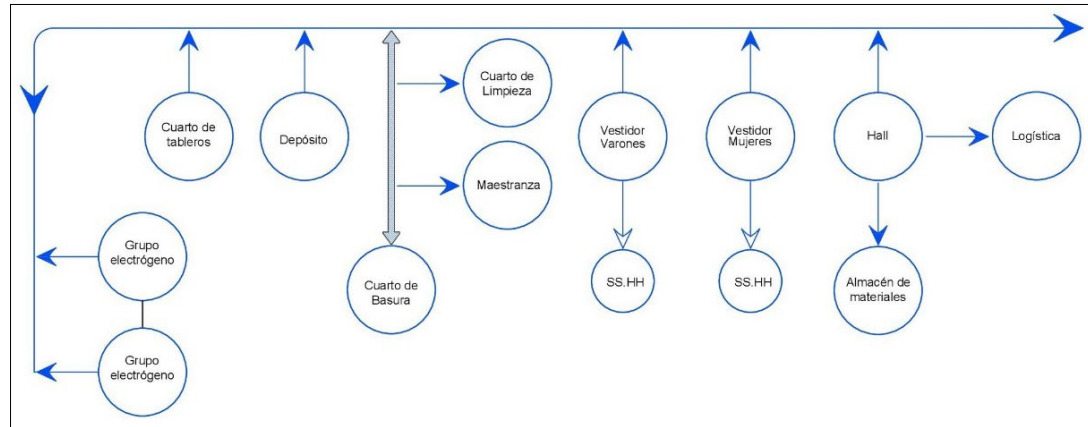 Cuarto de
Limpieza
Cuarto de
tableros
Depósito
Vestidor
Varones
Vestidor
Mujeres
Hall
Logística
Maestranza
Grupo
electrógeno
Cuarto de
Basura
SS.HH
SS.HH
Almacén de
materiales
Grupo
electrógeno